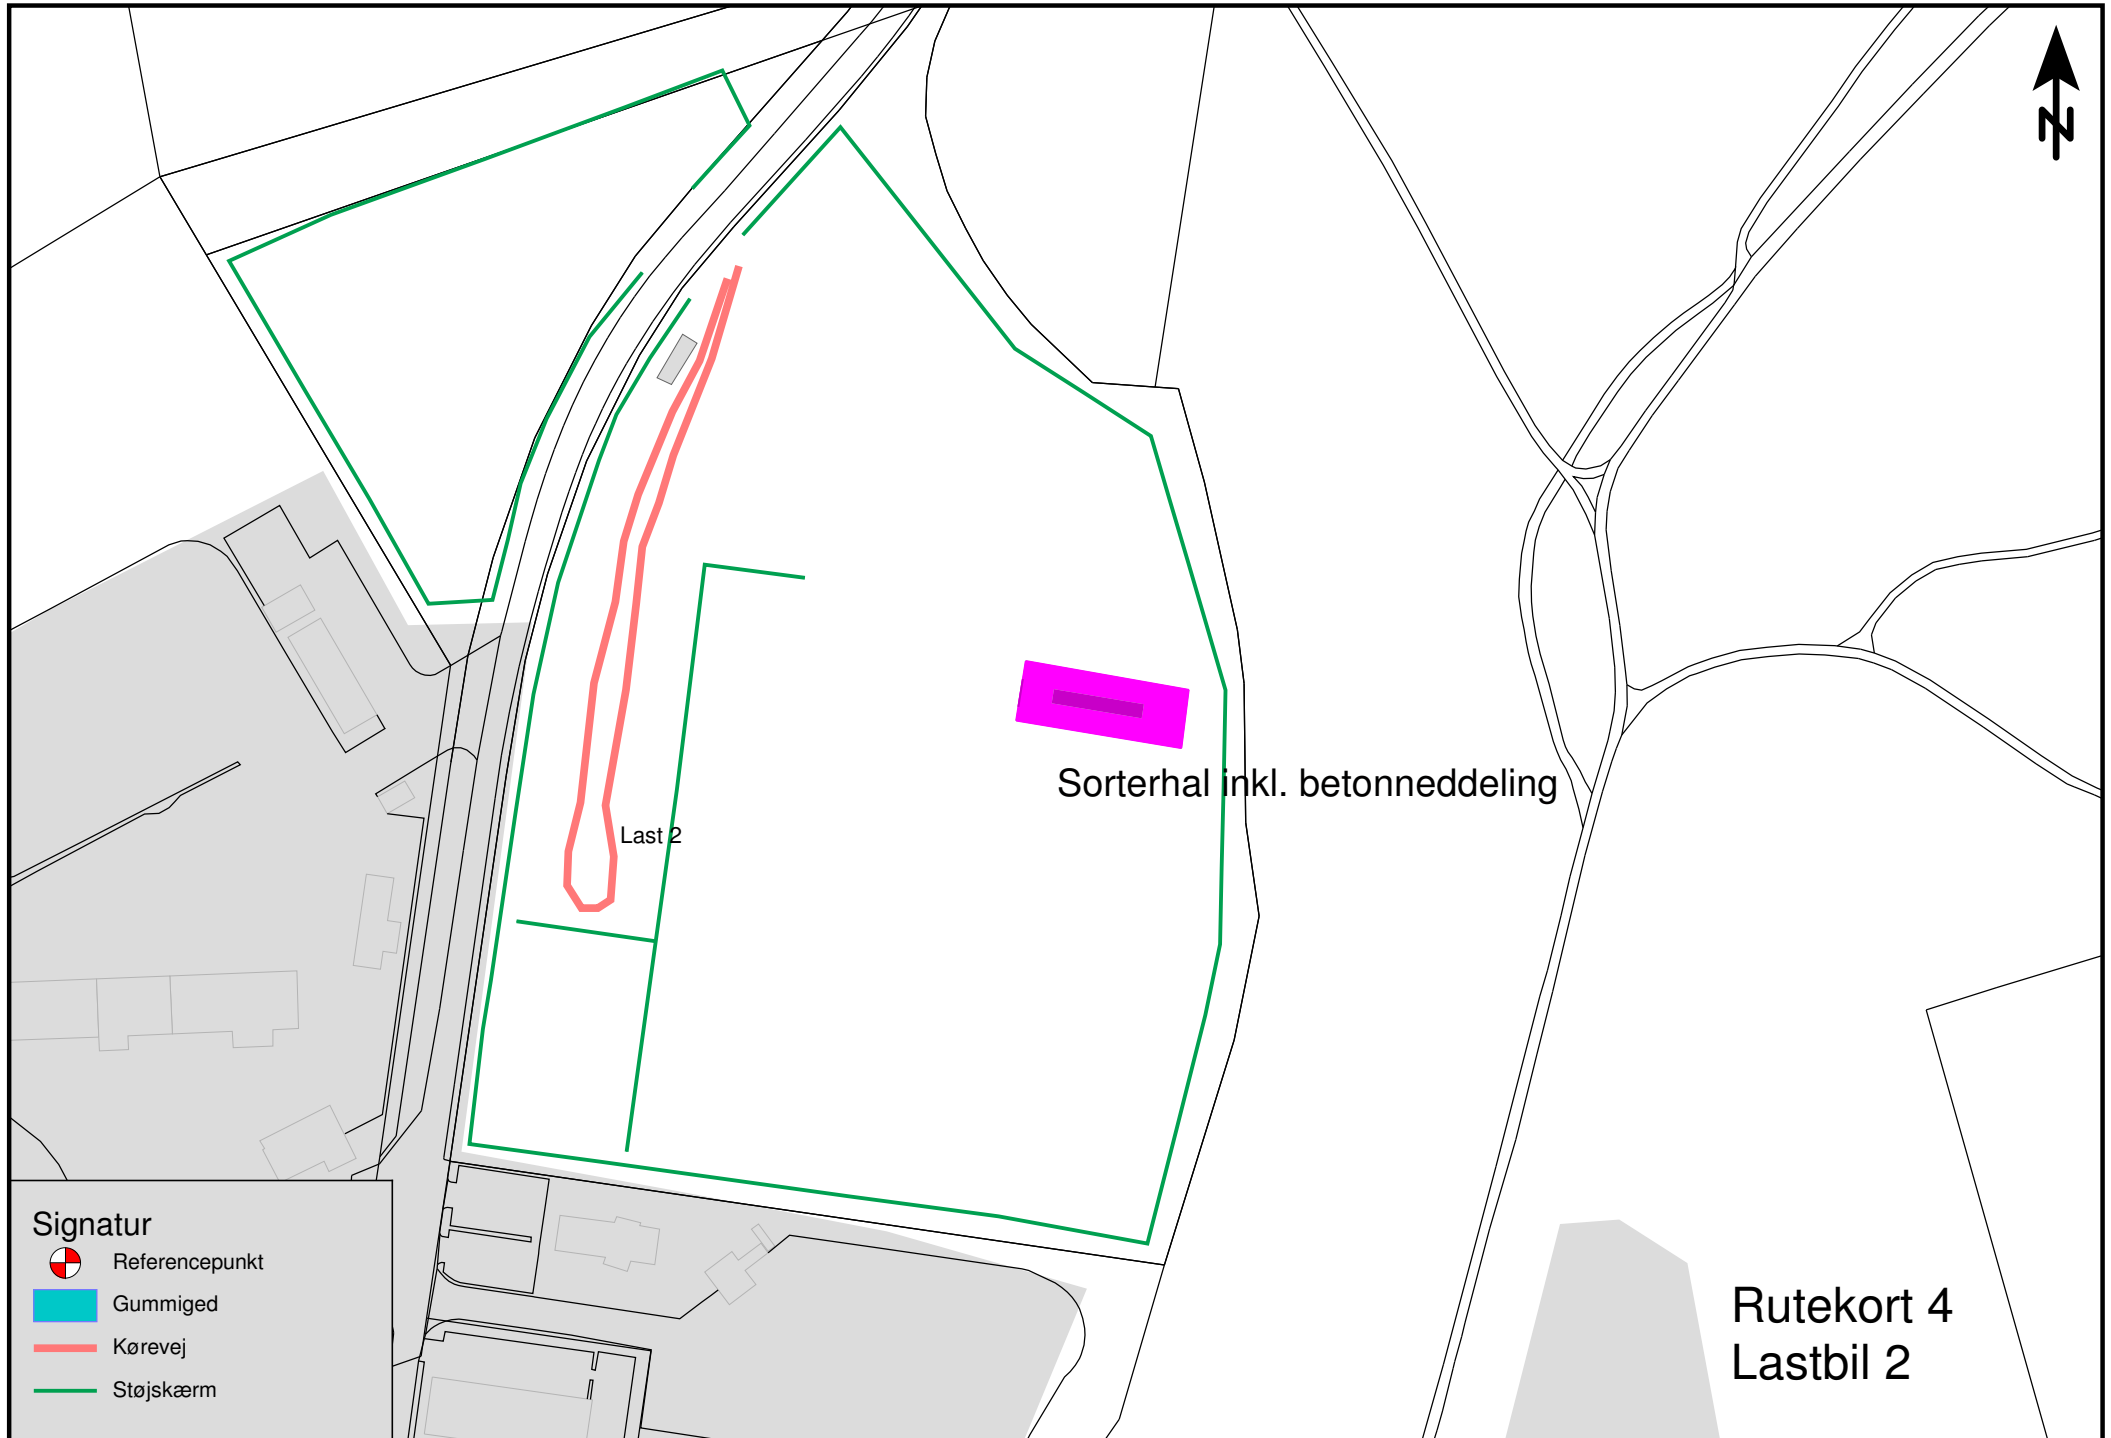 N
Sorterhal inkl. betonneddeling
Last 2
Signatur
Referencepunkt
Gummiged
Kørevej
Støjskærm
Rutekort 4
Lastbil 2